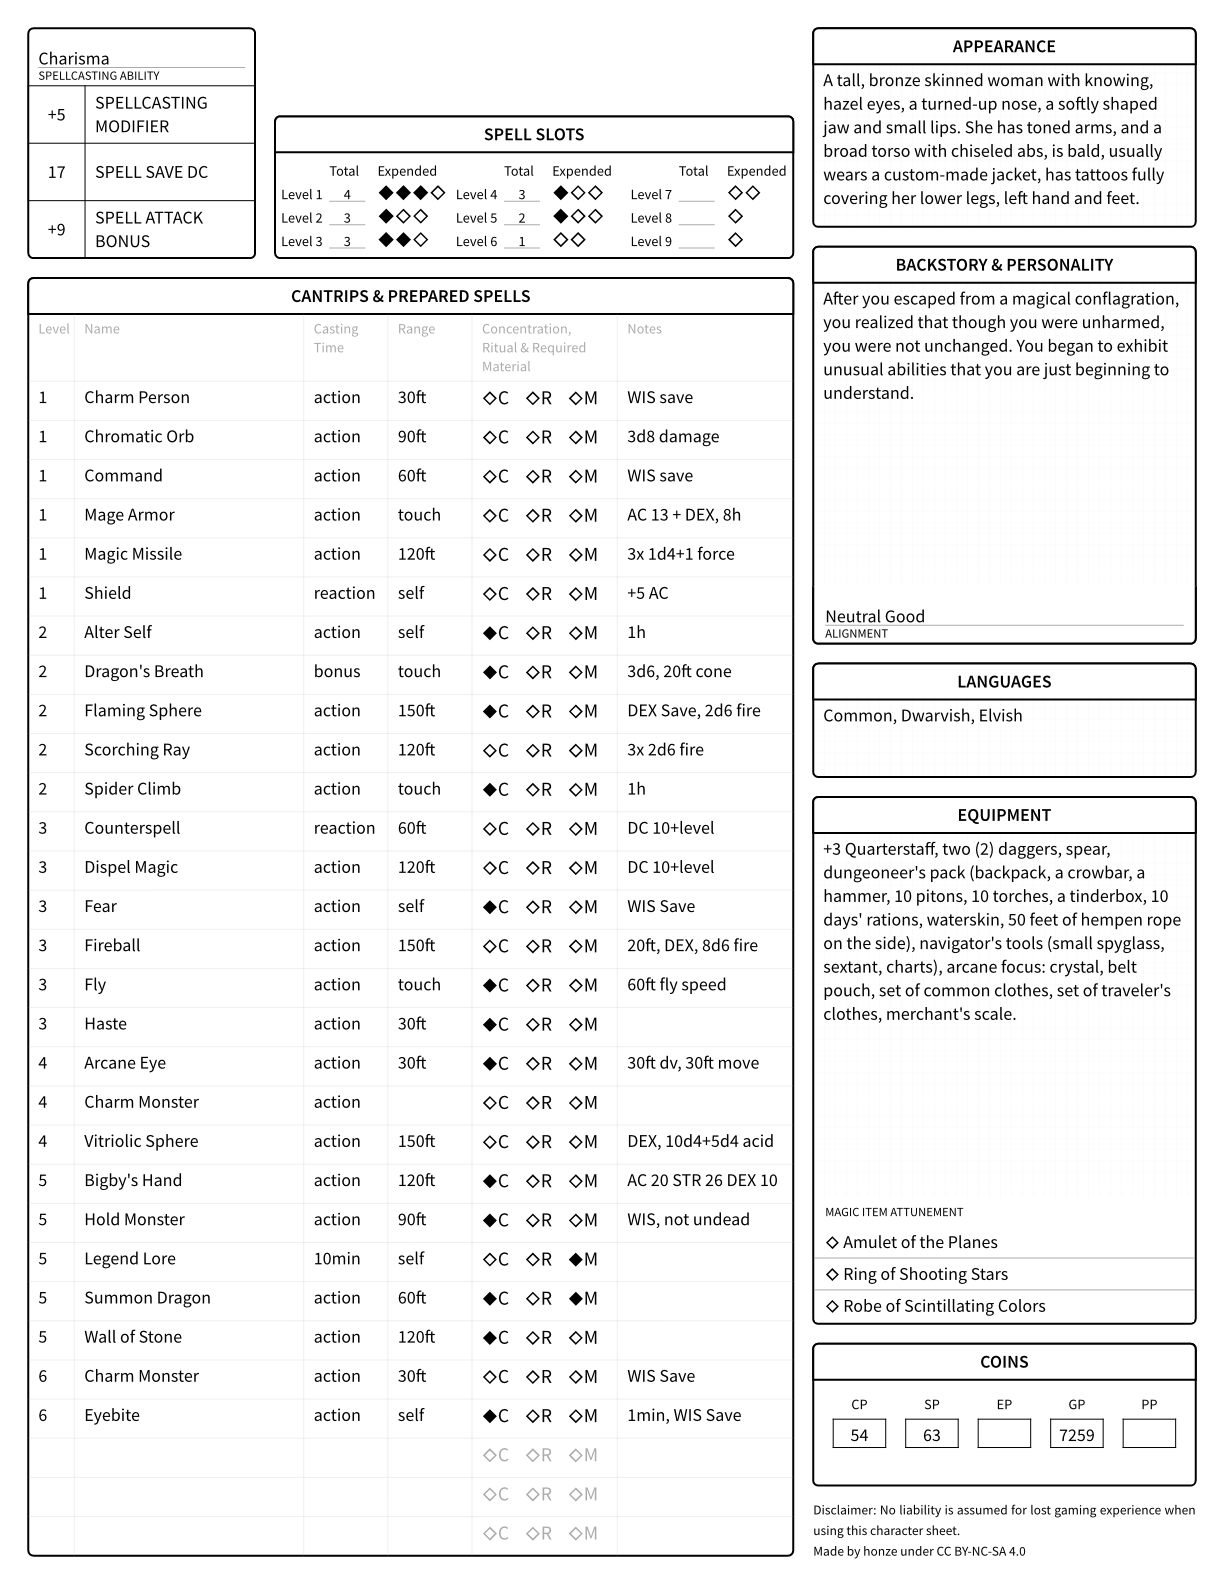 Charisma
SPELLCASTING ABILITY
+5 SPELLCASTING MODIFIER
17 SPELL SAVE DC
+9 SPELL ATTACK BONUS
SPELL SLOTS
Total Expended Total Expended Total Expended
Level 1 4 ◆◆◆◇ Level 4 3 ◆◇◇ Level 7 ◇◇
Level 2 3 ◆◇◇ Level 5 2 ◆◇◇ Level 8 ◇
Level 3 3 ◆◆◇ Level 6 1 ◇◇ Level 9 ◇
CANTRIPS & PREPARED SPELLS
Level Name Casting Time Range Concentration, Ritual & Required Material Notes
1 Charm Person action 30ft ◇C ◇R ◇M WIS save
1 Chromatic Orb action 90ft ◇C ◇R ◇M 3d8 damage
1 Command action 60ft ◇C ◇R ◇M WIS save
1 Mage Armor action touch ◇C ◇R ◇M AC 13 + DEX, 8h
1 Magic Missile action 120ft ◇C ◇R ◇M 3x 1d4+1 force
1 Shield reaction self ◇C ◇R ◇M +5 AC
2 Alter Self action self ◆C ◇R ◇M 1h
2 Dragon's Breath bonus touch ◆C ◇R ◇M 3d6, 20ft cone
2 Flaming Sphere action 150ft ◆C ◇R ◇M DEX Save, 2d6 fire
2 Scorching Ray action 120ft ◇C ◇R ◇M 3x 2d6 fire
2 Spider Climb action touch ◆C ◇R ◇M 1h
3 Counterspell reaction 60ft ◇C ◇R ◇M DC 10+level
3 Dispel Magic action 120ft ◇C ◇R ◇M DC 10+level
3 Fear action self ◆C ◇R ◇M WIS Save
3 Fireball action 150ft ◇C ◇R ◇M 20ft, DEX, 8d6 fire
3 Fly action touch ◆C ◇R ◇M 60ft fly speed
3 Haste action 30ft ◆C ◇R ◇M
4 Arcane Eye action 30ft ◆C ◇R ◇M 30ft dv, 30ft move
4 Charm Monster action ◇C ◇R ◇M
4 Vitriolic Sphere action 150ft ◇C ◇R ◇M DEX, 10d4+5d4 acid
5 Bigby's Hand action 120ft ◆C ◇R ◇M AC 20 STR 26 DEX 10
5 Hold Monster action 90ft ◆C ◇R ◇M WIS, not undead
5 Legend Lore 10min self ◇C ◇R ◆M
5 Summon Dragon action 60ft ◆C ◇R ◆M
5 Wall of Stone action 120ft ◆C ◇R ◇M
6 Charm Monster action 30ft ◇C ◇R ◇M WIS Save
6 Eyebite action self ◆C ◇R ◇M 1min, WIS Save
◇C ◇R ◇M
◇C ◇R ◇M
◇C ◇R ◇M
APPEARANCE
A tall, bronze skinned woman with knowing,
hazel eyes, a turned-up nose, a softly shaped
jaw and small lips. She has toned arms, and a
broad torso with chiseled abs, is bald, usually
wears a custom-made jacket, has tattoos fully
covering her lower legs, left hand and feet.
BACKSTORY & PERSONALITY
After you escaped from a magical conflagration,
you realized that though you were unharmed,
you were not unchanged. You began to exhibit
unusual abilities that you are just beginning to
understand.
Neutral Good
ALIGNMENT
LANGUAGES
Common, Dwarvish, Elvish
EQUIPMENT
+3 Quarterstaff, two (2) daggers, spear,
dungeoneer's pack (backpack, a crowbar, a
hammer, 10 pitons, 10 torches, a tinderbox, 10
days' rations, waterskin, 50 feet of hempen rope
on the side), navigator's tools (small spyglass,
sextant, charts), arcane focus: crystal, belt
pouch, set of common clothes, set of traveler's
clothes, merchant's scale.
MAGIC ITEM ATTUNEMENT
◇ Amulet of the Planes
◇ Ring of Shooting Stars
◇ Robe of Scintillating Colors
COINS
CP SP EP GP PP
54 63 7259
Disclaimer: No liability is assumed for lost gaming experience when
using this character sheet.
Made by honze under CC BY-NC-SA 4.0